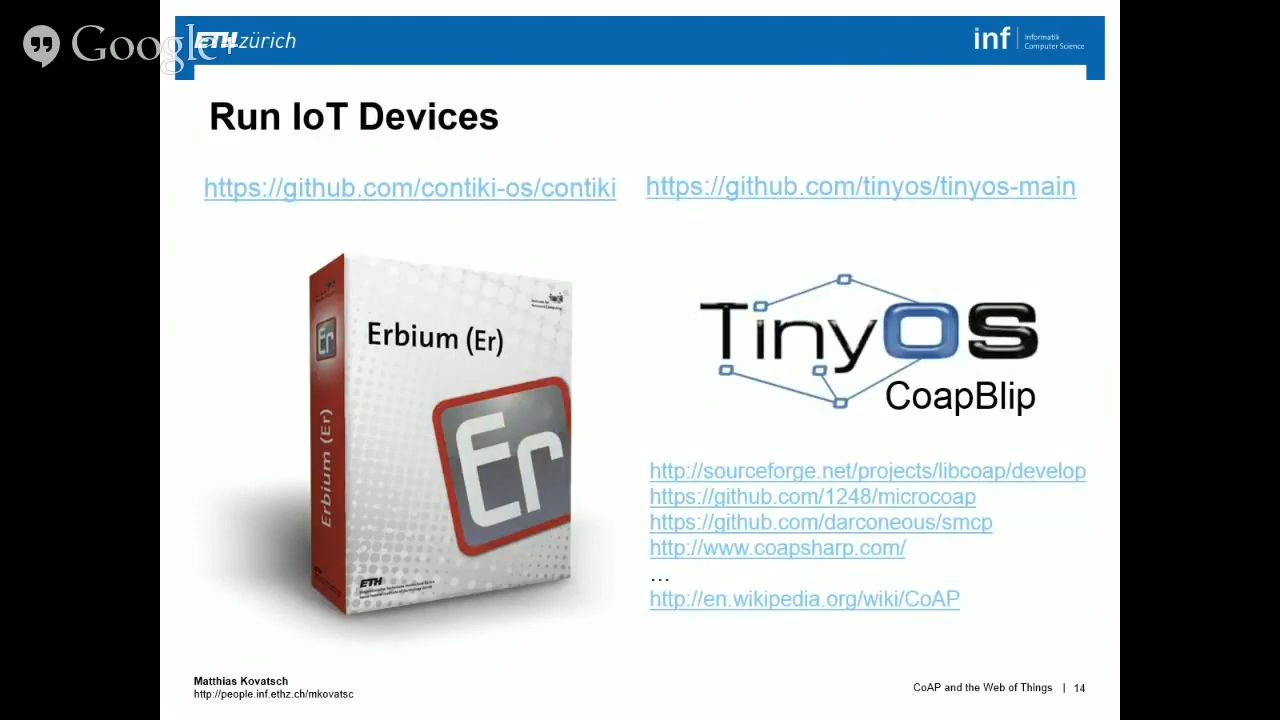 Google+
ETH zürich
inf
Informatik
Computer Science
Run IoT Devices
https://github.com/contiki-os/contiki
https://github.com/tinyos/tinyos-main
Erbium (Er)
Er
Er
Erbium (Er)
ETH
TinyOS
CoapBlip
http://sourceforge.net/projects/libcoap/develop
https://github.com/1248/microcoap
https://github.com/darconeous/smcp
http://www.coapsharp.com/
...
http://en.wikipedia.org/wiki/CoAP
Matthias Kovatsch
http://people.inf.ethz.ch/mkovatsc
CoAP and the Web of Things | 14